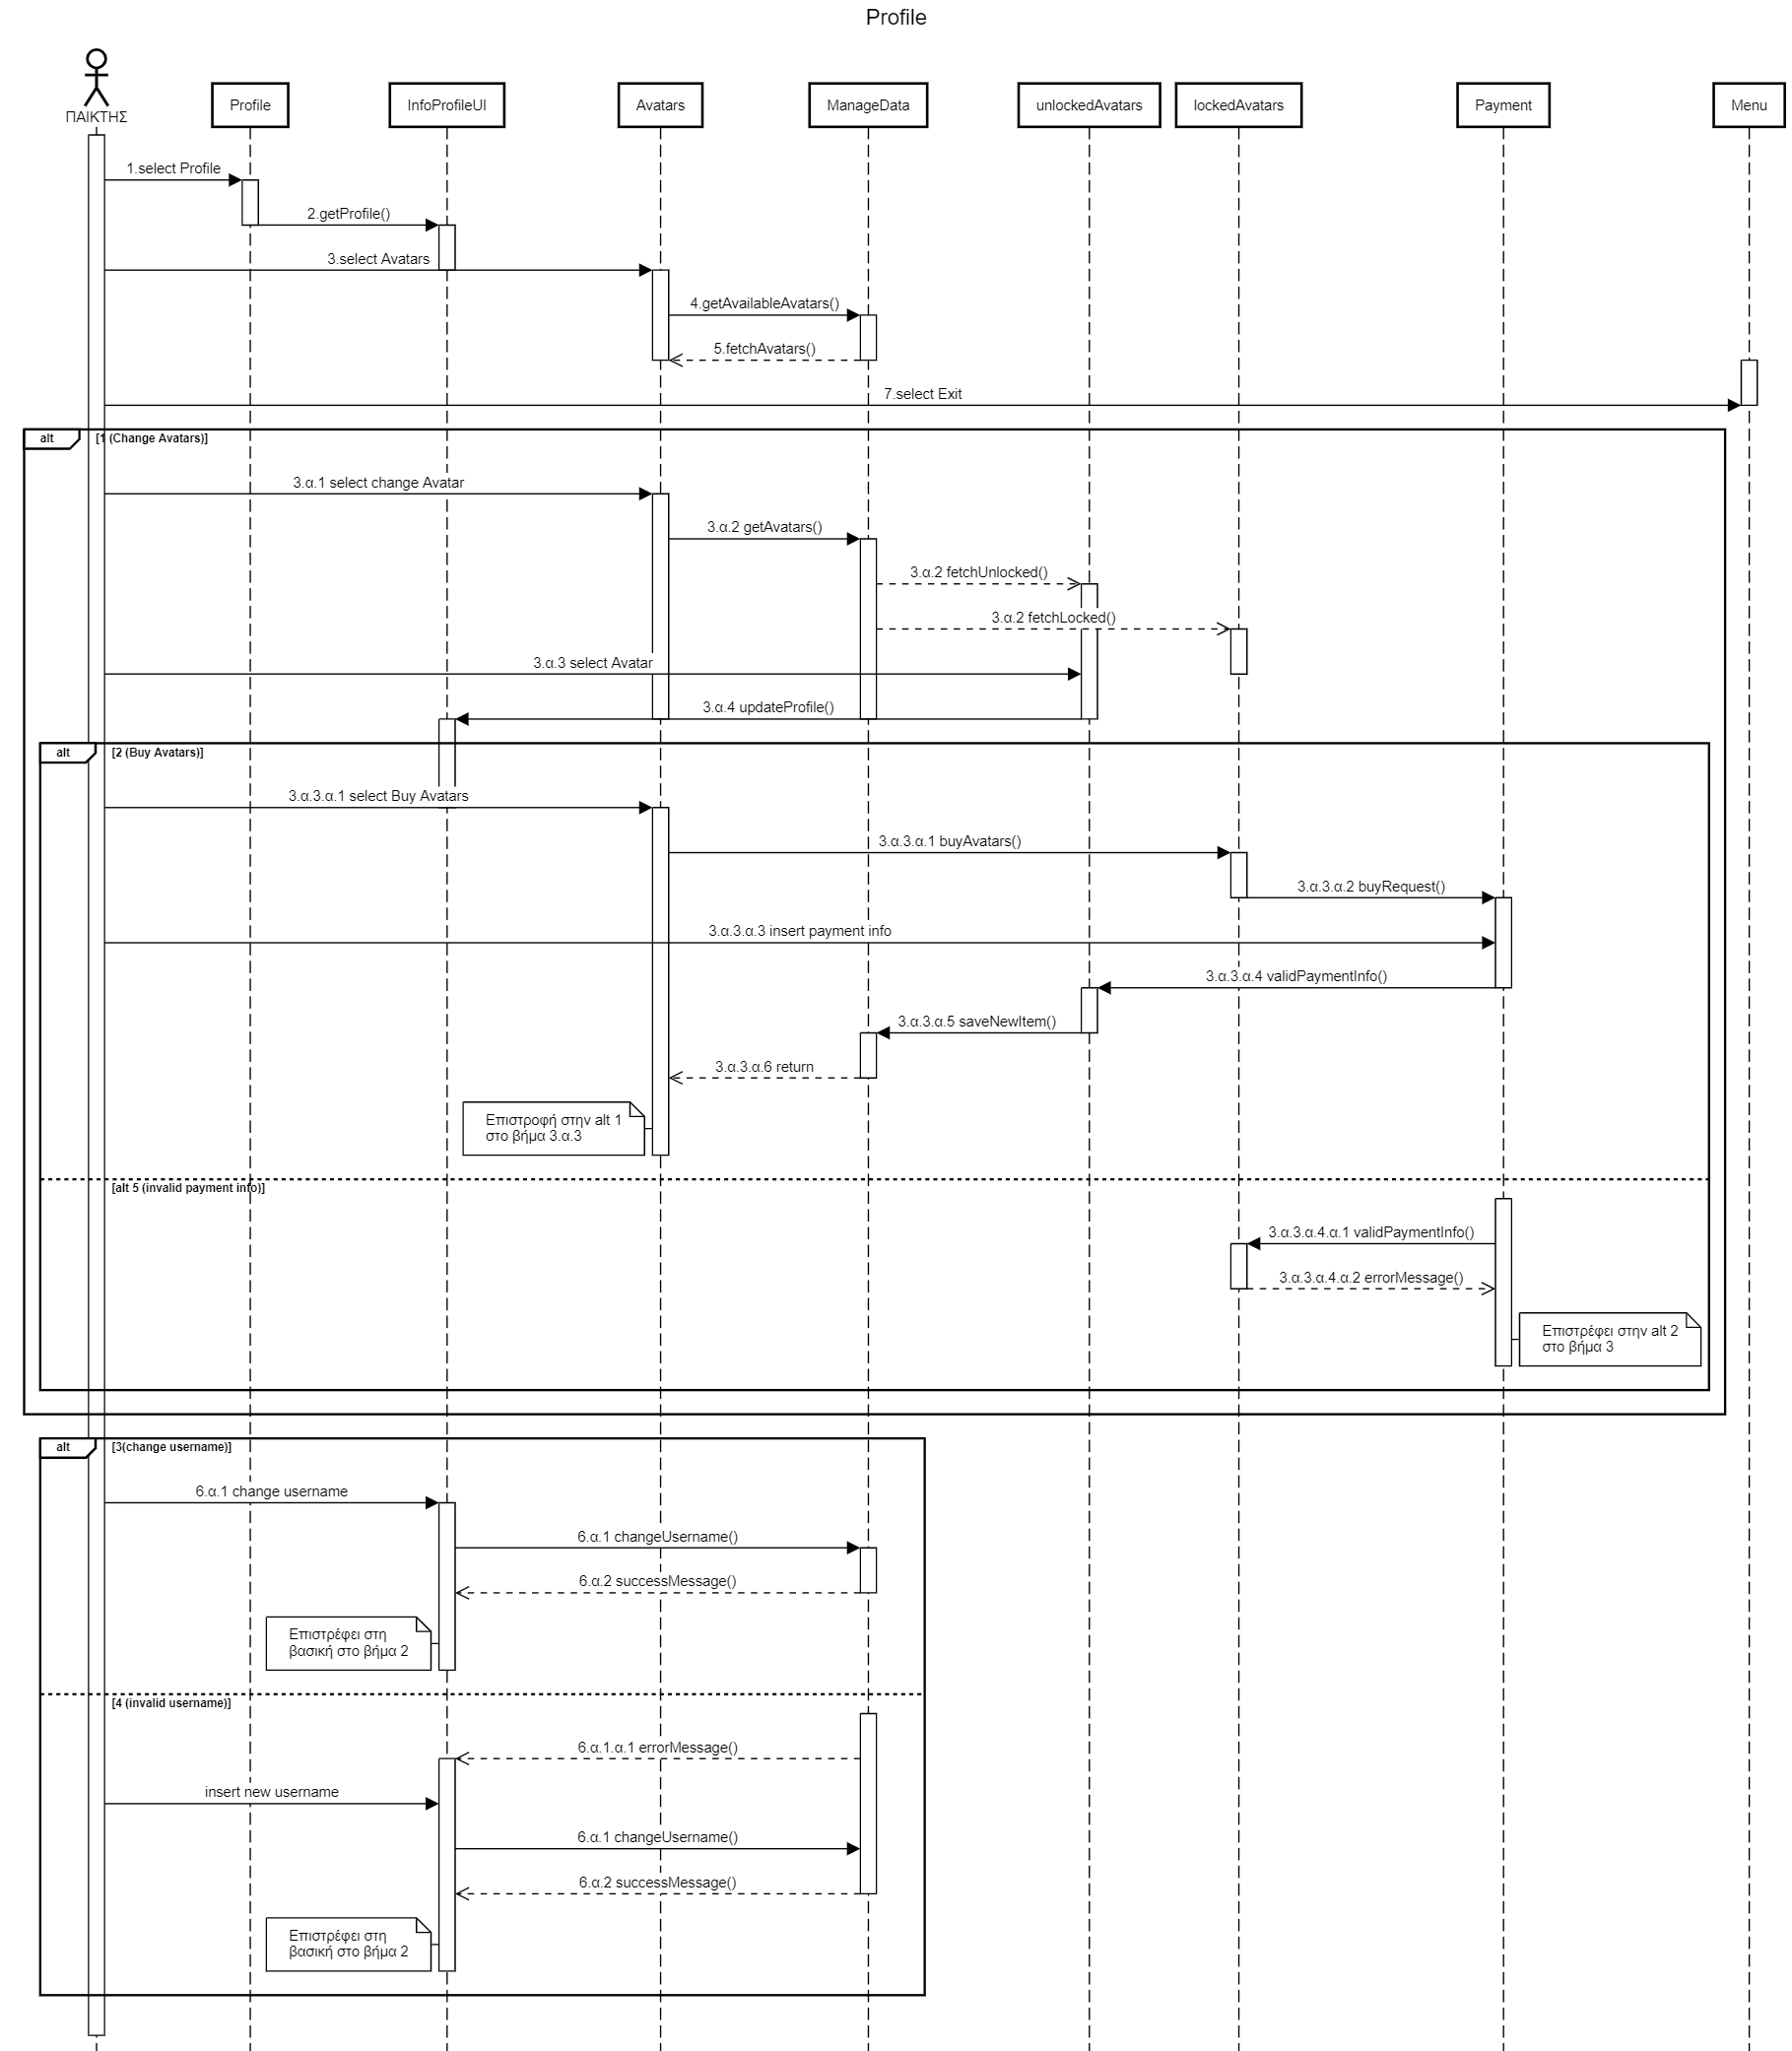 Profile
ΠΑΙΚΤΗΣ
Profile
InfoProfileUI
Avatars
ManageData
unlockedAvatars
lockedAvatars
Payment
Menu
1.select Profile
2.getProfile()
3.select Avatars
4.getAvailableAvatars()
5.fetchAvatars()
7.select Exit
alt
[1 (Change Avatars)]
3.α.1 select change Avatar
3.α.2 getAvatars()
3.α.2 fetchUnlocked()
3.α.2 fetchLocked()
3.α.3 select Avatar
3.α.4 updateProfile()
alt
[2 (Buy Avatars)]
3.α.3.α.1 select Buy Avatars
3.α.3.α.1 buyAvatars()
3.α.3.α.2 buyRequest()
3.α.3.α.3 insert payment info
3.α.3.α.4 validPaymentInfo()
3.α.3.α.5 saveNewItem()
3.α.3.α.6 return
Επιστροφή στην alt 1
στο βήμα 3.α.3
[alt 5 (invalid payment info)]
3.α.3.α.4.α.1 validPaymentInfo()
3.α.3.α.4.α.2 errorMessage()
Επιστρέφει στην alt 2
στο βήμα 3
alt
[3(change username)]
6.α.1 change username
6.α.1 changeUsername()
6.α.2 successMessage()
Επιστρέφει στη
βασική στο βήμα 2
[4 (invalid username)]
6.α.1.α.1 errorMessage()
insert new username
6.α.1 changeUsername()
6.α.2 successMessage()
Επιστρέφει στη
βασική στο βήμα 2